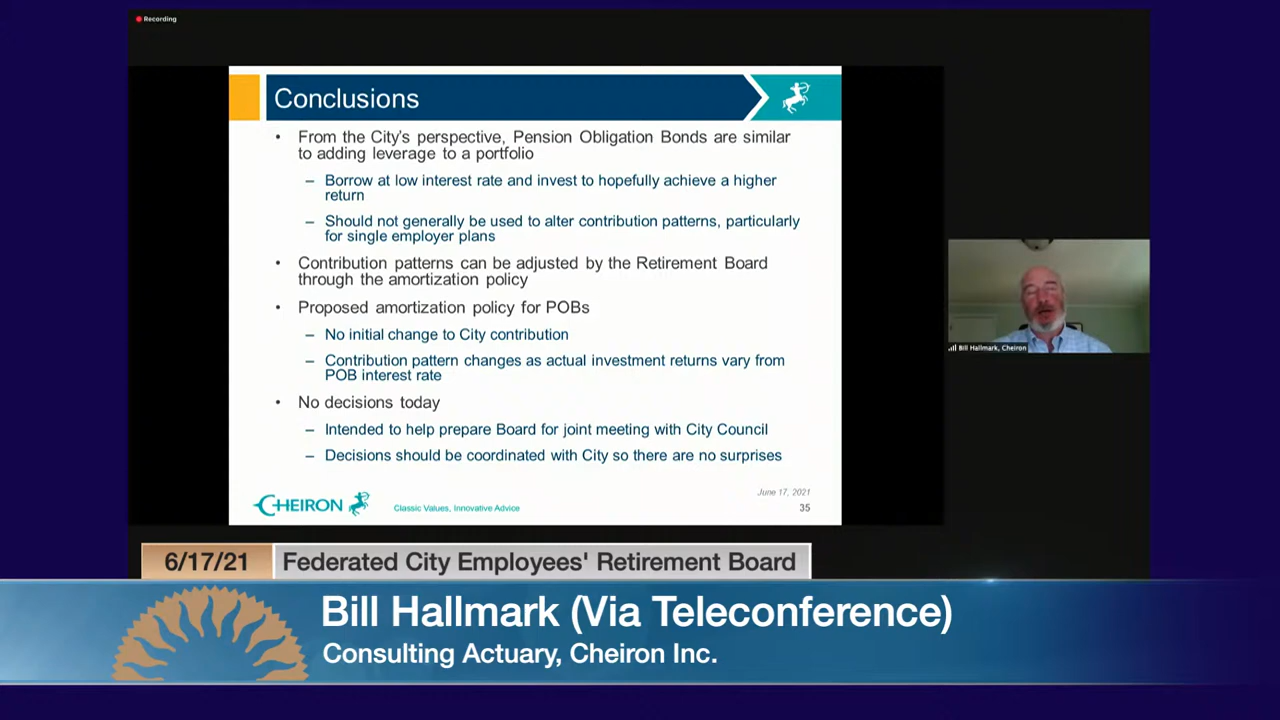 Recording
Conclusions
• From the City's perspective, Pension Obligation Bonds are similar
to adding leverage to a portfolio
– Borrow at low interest rate and invest to hopefully achieve a higher
return
– Should not generally be used to alter contribution patterns, particularly
for single employer plans
• Contribution patterns can be adjusted by the Retirement Board
through the amortization policy
• Proposed amortization policy for POBs
– No initial change to City contribution
– Contribution pattern changes as actual investment returns vary from
POB interest rate
• No decisions today
– Intended to help prepare Board for joint meeting with City Council
– Decisions should be coordinated with City so there are no surprises
June 17, 2021
CHEIRON
Classic Values, Innovative Advice
35
Bill Hallmark, Cheiron
6/17/21
Federated City Employees' Retirement Board
Bill Hallmark (Via Teleconference)
Consulting Actuary, Cheiron Inc.